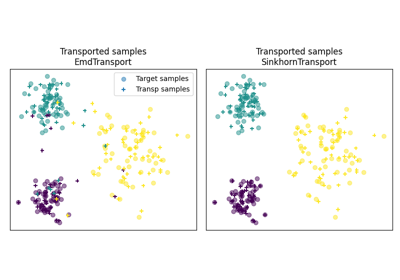 Transported samples
EmdTransport
Transported samples
SinkhornTransport
Target samples
Transp samples